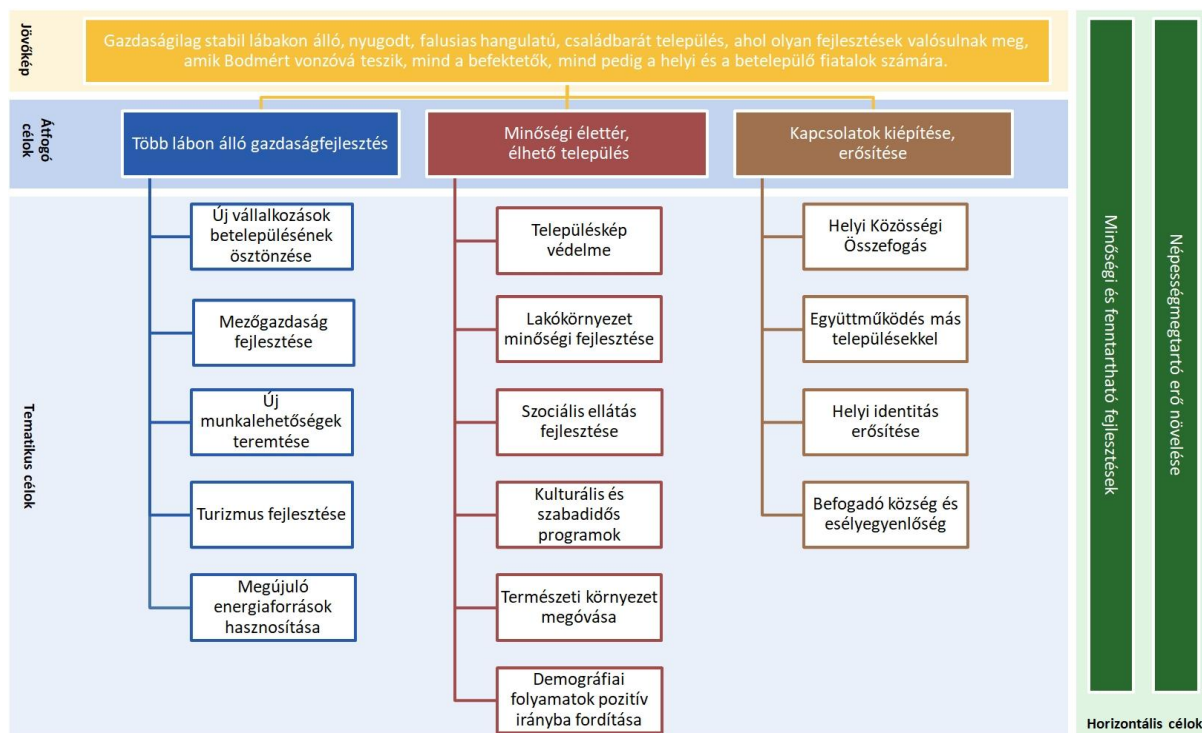 Jövőkép
Gazdaságilag stabil lábakon álló, nyugodt, falusias hangulatú, családbarát település, ahol olyan fejlesztések valósulnak meg,
amik Bodmért vonzóvá teszik, mind a befektetők, mind pedig a helyi és a betelepülő fiatalok számára.
Átfogó
célok
Több lábon álló gazdaságfejlesztés
Minőségi élettér,
élhető település
Kapcsolatok kiépítése,
erősítése
Tematikus célok
Új vállalkozások
betelepülésének
ösztönzése
Mezőgazdaság
fejlesztése
Új
munkalehetőségek
teremtése
Turizmus fejlesztése
Megújuló
energiaforrások
hasznosítása
Településkép
védelme
Lakókörnyezet
minőségi fejlesztése
Szociális ellátás
fejlesztése
Kulturális és
szabadidős
programok
Természeti környezet
megóvása
Demográfiai
folyamatok pozitív
irányba fordítása
Helyi Közösségi
Összefogás
Együttműködés más
településekkel
Helyi identitás
erősítése
Befogadó község és
esélyegyenlőség
Minőségi és fenntartható fejlesztések
Népességmegtartó erő növelése
Horizontális célok